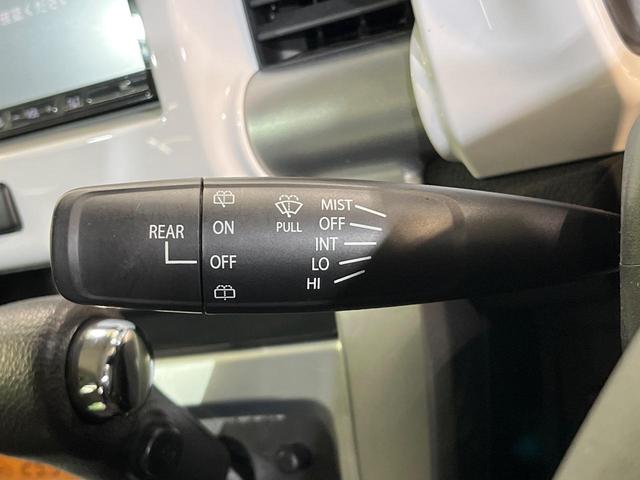 REAR
ON
OFF
PULL
MIST
OFF
INT
LO
HI